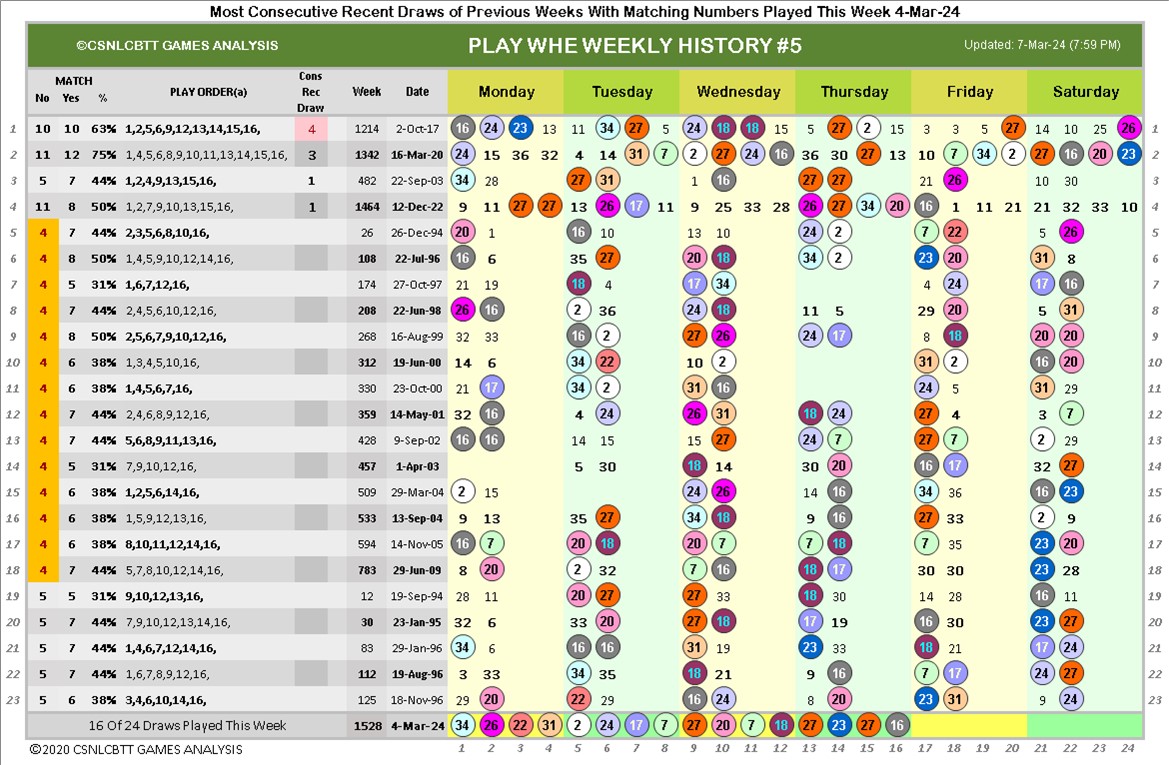 Most Consecutive Recent Draws of Previous Weeks With Matching Numbers Played This Week 4-Mar-24
©CSNLCBTT GAMES ANALYSIS PLAY WHE WEEKLY HISTORY #5 Updated: 7-Mar-24 (7:59 PM)
No MATCH Yes % PLAY ORDER(a) Cons Rec Draw Week Date Monday Tuesday Wednesday Thursday Friday Saturday
1 10 10 63% 1,2,5,6,9,12,13,14,15,16, 4 1214 2-Oct-17 16 24 23 13 11 34 27 5 24 18 11 15 5 27 2 15 3 3 5 27 14 10 25 26 1
2 11 12 75% 1,4,5,6,8,9,10,11,13,14,15,16, 3 1342 16-Mar-20 24 15 36 32 4 14 31 7 2 27 24 16 36 30 27 13 10 7 34 2 27 16 20 23 2
3 5 7 44% 1,2,4,9,13,15,16, 1 482 22-Sep-03 34 28 27 31 1 16 27 27 21 26 10 30 3
4 11 8 50% 1,2,7,9,10,13,15,16, 1 1464 12-Dec-22 9 11 27 27 13 26 17 11 9 25 33 28 26 27 34 20 16 1 11 21 21 32 33 10 4
5 4 7 44% 2,3,5,6,8,10,16, 26 26-Dec-94 20 1 16 10 13 10 24 2 7 22 5 26 5
6 4 8 50% 1,4,5,9,10,12,14,16, 108 22-Jul-96 16 6 35 27 20 18 34 2 23 20 31 8 6
7 4 5 31% 1,6,7,12,16, 174 27-Oct-97 21 19 18 4 17 34 4 24 17 16 7
8 4 7 44% 2,4,5,6,10,12,16, 208 22-Jun-98 26 16 2 36 24 18 11 5 29 20 5 31 8
9 4 8 50% 2,5,6,7,9,10,12,16, 268 16-Aug-99 32 33 16 2 27 26 24 17 8 18 20 20 9
10 4 6 38% 1,3,4,5,10,16, 312 19-Jun-00 14 6 34 22 10 2 31 2 16 20 10
11 4 6 38% 1,4,5,6,7,16, 330 23-Oct-00 21 17 34 2 31 16 24 5 31 29 11
12 4 7 44% 2,4,6,8,9,12,16, 359 14-May-01 32 16 4 24 26 31 18 24 27 4 3 7 12
13 4 7 44% 5,6,8,9,11,13,16, 428 9-Sep-02 16 16 14 15 15 27 24 7 27 7 2 29 13
14 4 5 31% 7,9,10,12,16, 457 1-Apr-03 5 30 18 14 30 20 16 17 32 27 14
15 4 6 38% 1,2,5,6,14,16, 509 29-Mar-04 2 15 24 26 14 16 34 36 16 23 15
16 4 6 38% 1,5,9,12,13,16, 533 13-Sep-04 9 13 35 27 34 18 9 16 27 33 2 9 16
17 4 6 38% 8,10,11,12,14,16, 594 14-Nov-05 16 7 20 18 20 7 7 18 7 35 23 20 17
18 4 7 44% 5,7,8,10,12,14,16, 783 29-Jun-09 8 20 2 32 7 16 18 17 30 30 23 28 18
19 5 5 31% 9,10,12,13,16, 12 19-Sep-94 28 11 20 27 27 33 18 30 14 28 16 11 19
20 5 7 44% 7,9,10,12,13,14,16, 30 23-Jan-95 32 6 33 20 27 18 17 19 16 30 23 27 20
21 5 7 44% 1,4,6,7,12,14,16, 83 29-Jan-96 34 6 16 16 31 19 23 33 18 21 17 24 21
22 5 7 44% 1,6,7,8,9,12,16, 112 19-Aug-96 3 33 34 35 18 21 9 16 7 17 24 27 22
23 5 6 38% 3,4,6,10,14,16, 125 18-Nov-96 29 20 22 29 16 24 8 20 23 31 9 24 23
16 Of 24 Draws Played This Week 1528 4-Mar-24 34 26 22 31 2 24 17 7 27 20 7 18 27 23 27 16
©2020 CSNLCBTT GAMES ANALYSIS 1 2 3 4 5 6 7 8 9 10 11 12 13 14 15 16 17 18 19 20 21 22 23 24